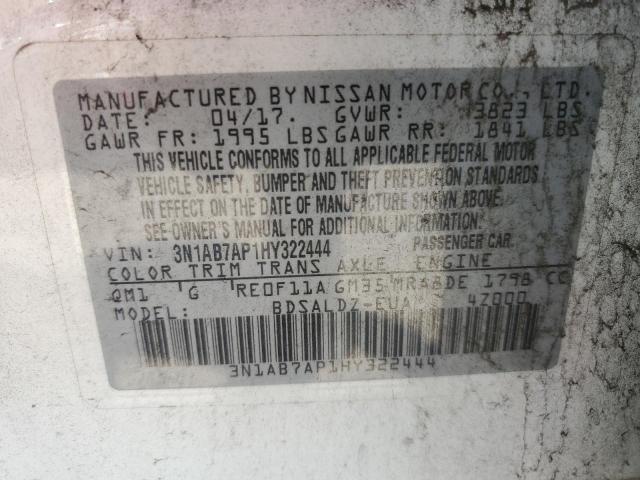 MANUFACTURED BY NISSAN MOTOR CO., LTD.
DATE: 04/17. GVWR: 3823 LBS
GAWR FR: 1995 LBS GAWR RR: 1841 LBS
THIS VEHICLE CONFORMS TO ALL APPLICABLE FEDERAL MOTOR
VEHICLE SAFETY, BUMPER AND THEFT PREVENTION STANDARDS
IN EFFECT ON THE DATE OF MANUFACTURE SHOWN ABOVE.
SEE OWNER'S MANUAL FOR ADDITIONAL INFORMATION.
VIN: 3N1AB7AP1HY322444 PASSENGER CAR
COLOR TRIM TRANS AXLE ENGINE
QM1 G RE0F11A GM35 MRA8DE 1798 CC
MODEL: BDSALDZ-EUA 4Z000
3N1AB7AP1HY322444